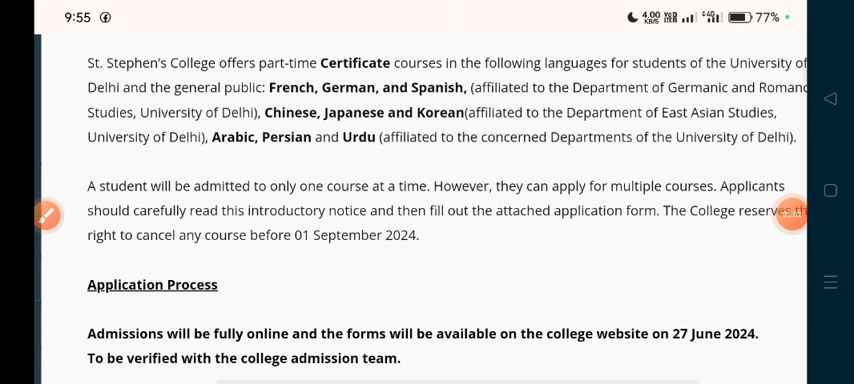 9:55 4.00 KB/S 4G 77%
St. Stephen's College offers part-time Certificate courses in the following languages for students of the University of
Delhi and the general public: French, German, and Spanish, (affiliated to the Department of Germanic and Romanc
Studies, University of Delhi), Chinese, Japanese and Korean(affiliated to the Department of East Asian Studies,
University of Delhi), Arabic, Persian and Urdu (affiliated to the concerned Departments of the University of Delhi).
A student will be admitted to only one course at a time. However, they can apply for multiple courses. Applicants
should carefully read this introductory notice and then fill out the attached application form. The College reserves th
right to cancel any course before 01 September 2024.
Application Process
Admissions will be fully online and the forms will be available on the college website on 27 June 2024.
To be verified with the college admission team.